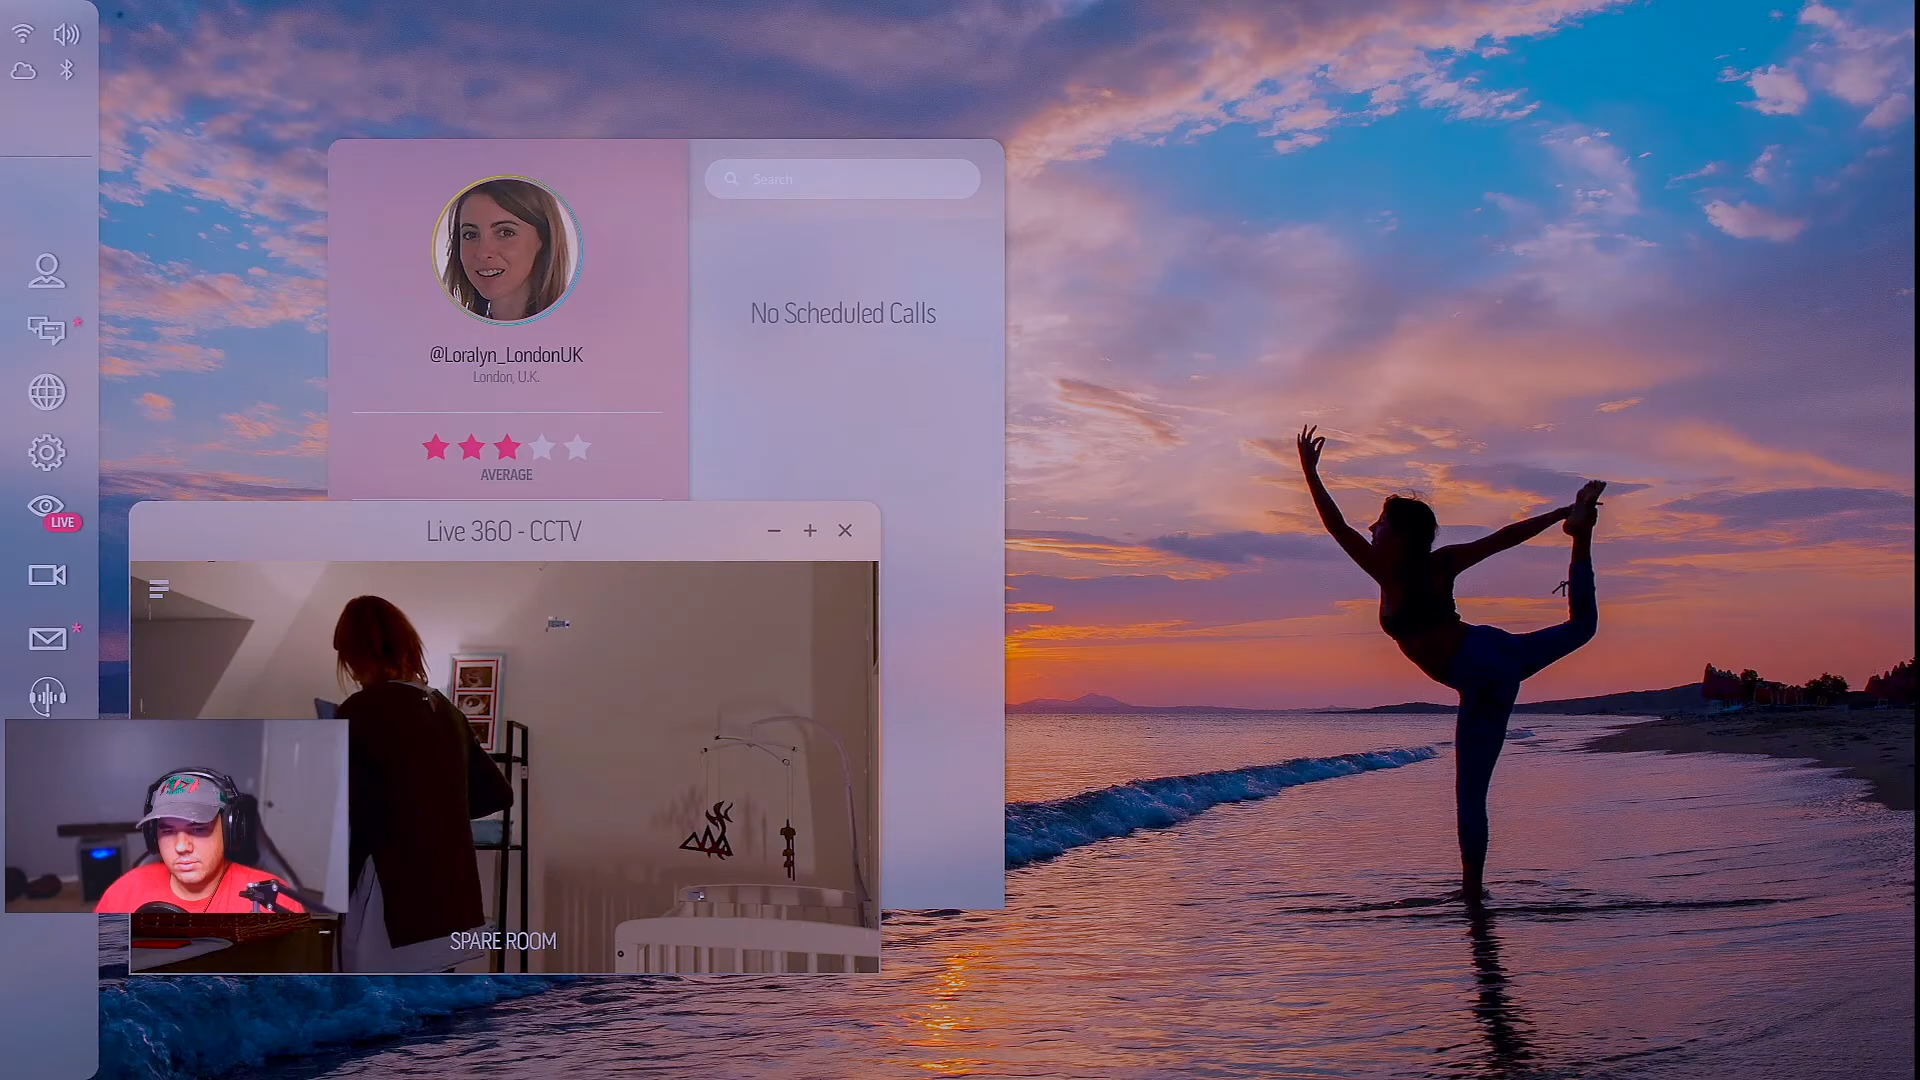 Search
No Scheduled Calls
@Loralyn_LondonUK
London, U.K.
AVERAGE
LIVE
Live 360 - CCTV
SPARE ROOM